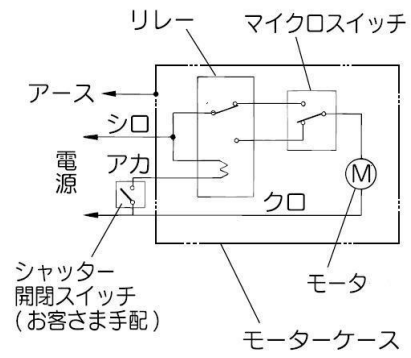 リレー
マイクロスイッチ
アース
シロ
電源
アカ
クロ
M
シャッター
開閉スイッチ
(お客さま手配)
モータ
モーターケース